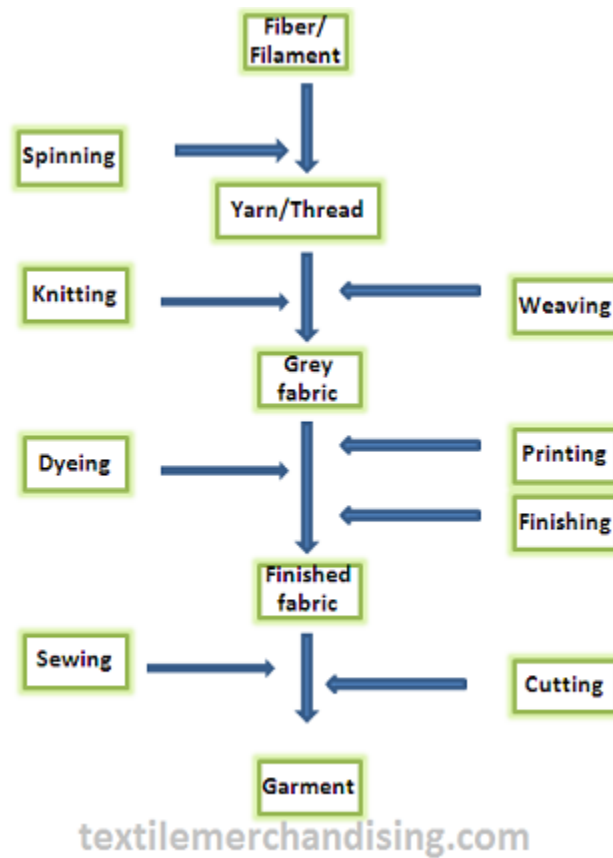 Fiber/
Filament
Spinning
Yarn/Thread
Knitting
Weaving
Grey
fabric
Printing
Dyeing
Finishing
Finished
fabric
Sewing
Cutting
Garment
textilemerchandising.com